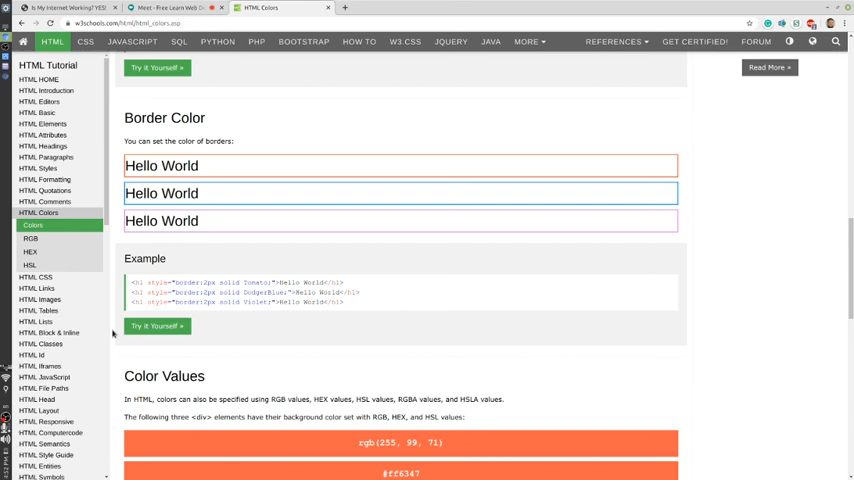 Is My Internet Working? YES!
Meet - Free Learn Web D
HTML Colors
w3schools.com/html/html_colors.asp
HTML CSS JAVASCRIPT SQL PYTHON PHP BOOTSTRAP HOW TO W3.CSS JQUERY JAVA MORE REFERENCES GET CERTIFIED! FORUM
HTML Tutorial
HTML HOME
HTML Introduction
HTML Editors
HTML Basic
HTML Elements
HTML Attributes
HTML Headings
HTML Paragraphs
HTML Styles
HTML Formatting
HTML Quotations
HTML Comments
HTML Colors
Colors
RGB
HEX
HSL
HTML CSS
HTML Links
HTML Images
HTML Tables
HTML Lists
HTML Block & Inline
HTML Classes
HTML Id
HTML Iframes
HTML JavaScript
HTML File Paths
HTML Head
HTML Layout
HTML Responsive
HTML Computercode
HTML Semantics
HTML Style Guide
HTML Entities
HTML Symbols
Try it Yourself »
Border Color
You can set the color of borders:
Hello World
Hello World
Hello World
Example
<h1 style="border:2px solid Tomato;">Hello World</h1>
<h1 style="border:2px solid DodgerBlue;">Hello World</h1>
<h1 style="border:2px solid Violet;">Hello World</h1>
Try it Yourself »
Color Values
In HTML, colors can also be specified using RGB values, HEX values, HSL values, RGBA values, and HSLA values.
The following three <div> elements have their background color set with RGB, HEX, and HSL values:
rgb(255, 99, 71)
#ff6347
Read More »
4:52 PM